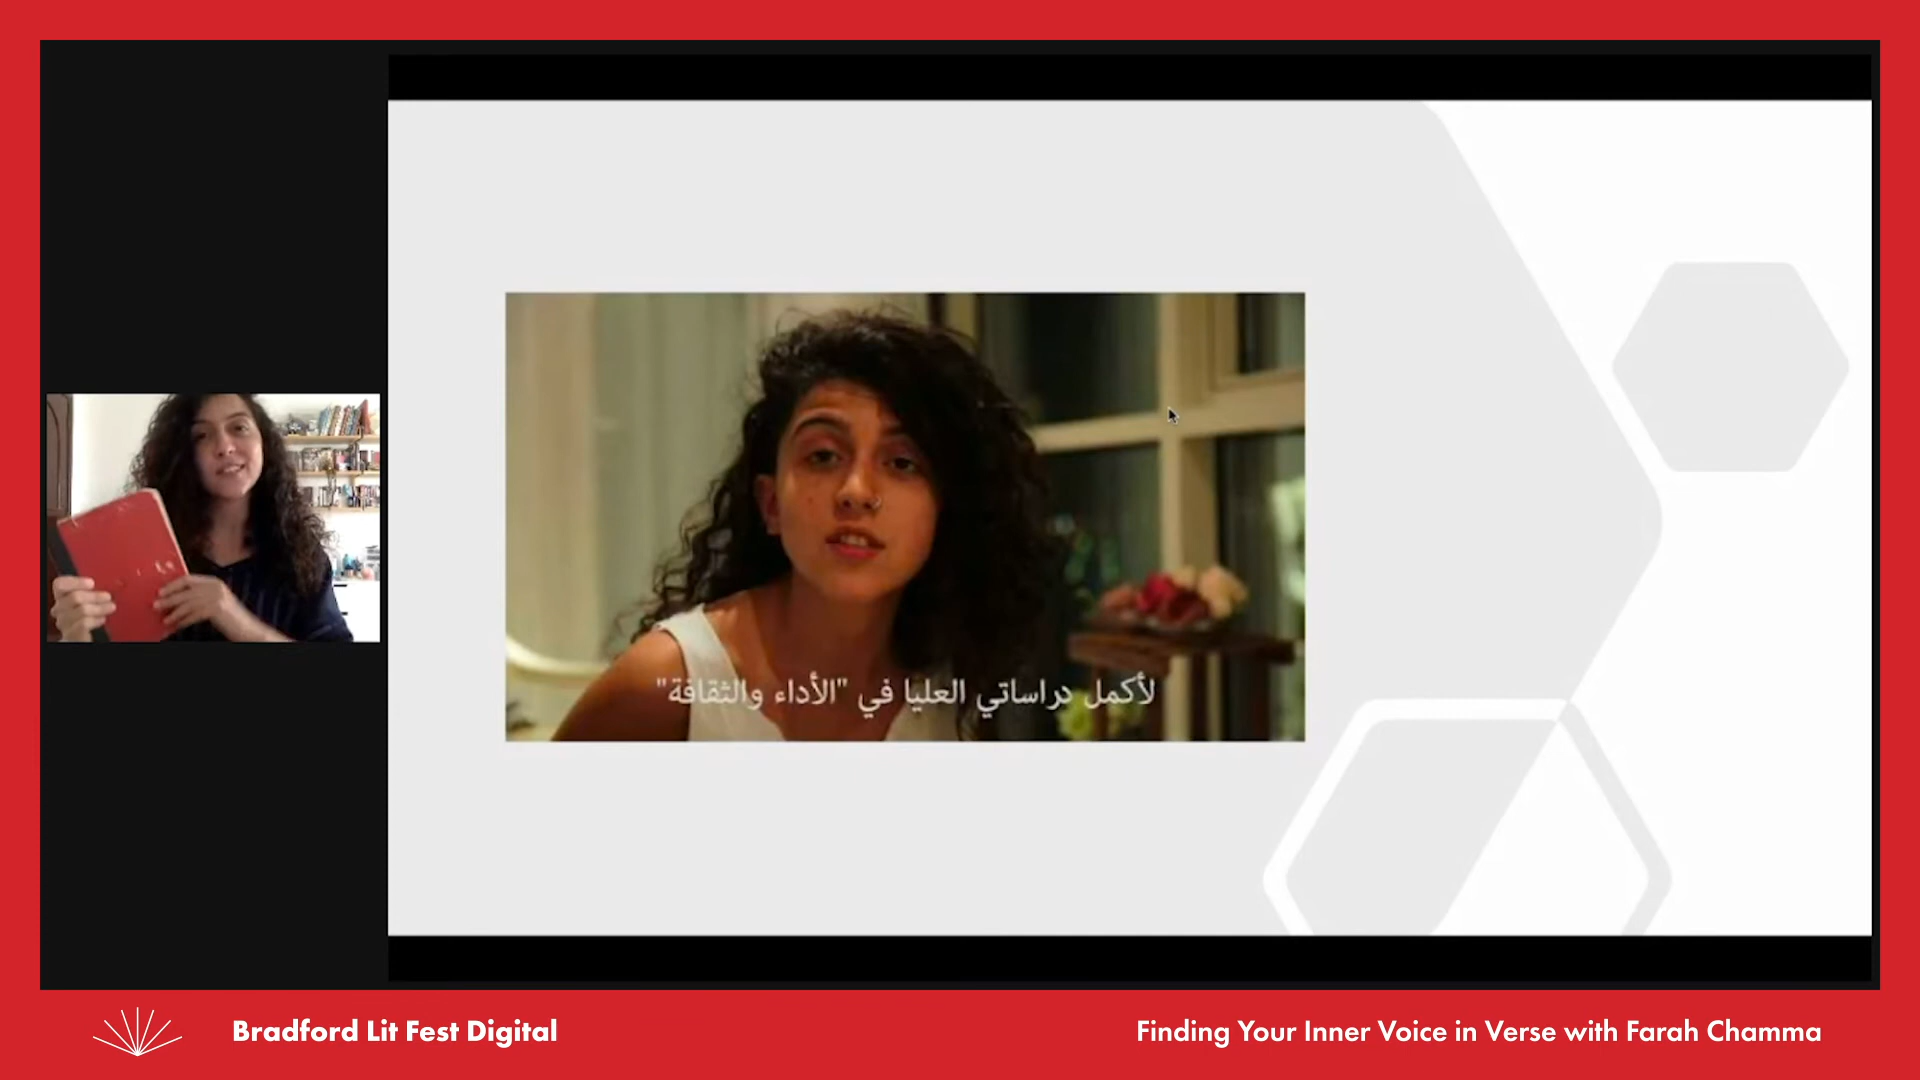 لأكمل دراساتي العليا في "الأداء والثقافة"
Bradford Lit Fest Digital
Finding Your Inner Voice in Verse with Farah Chamma